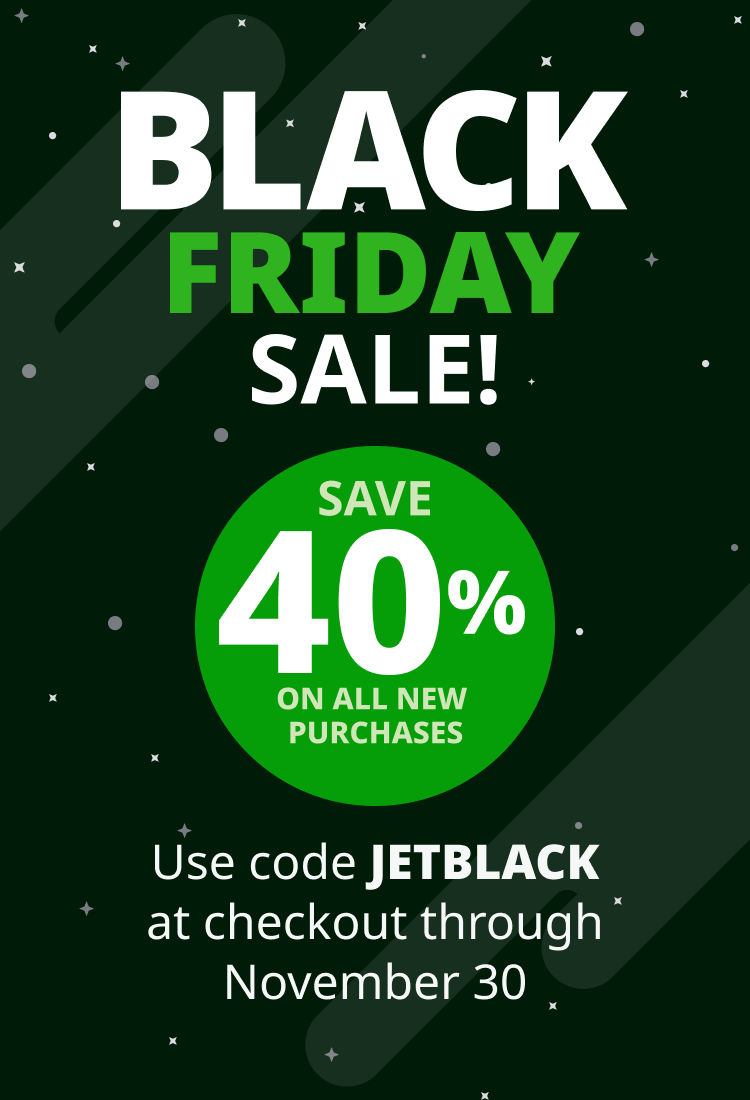 BLACK
FRIDAY
SALE!
SAVE
40%
ON ALL NEW
PURCHASES
Use code JETBLACK
at checkout through
November 30